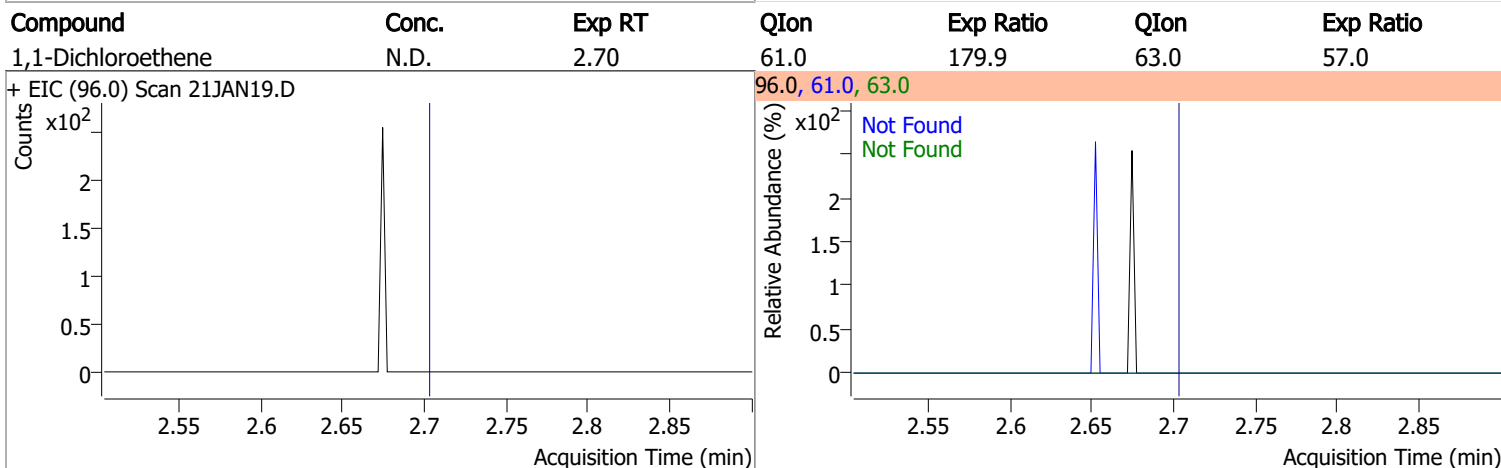 Compound Conc. Exp RT QIon Exp Ratio QIon Exp Ratio
1,1-Dichloroethene N.D. 2.70 61.0 179.9 63.0 57.0
+ EIC (96.0) Scan 21JAN19.D
Counts
x10²
2
1.5
1
0.5
0
2.55 2.6 2.65 2.7 2.75 2.8 2.85
Acquisition Time (min)
96.0, 61.0, 63.0
Relative Abundance (%)
x10²
Not Found
Not Found
2
1.5
1
0.5
0
2.55 2.6 2.65 2.7 2.75 2.8 2.85
Acquisition Time (min)